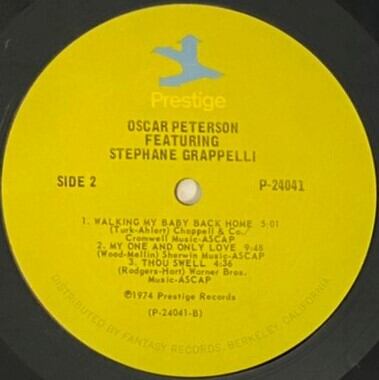 Prestige
OSCAR PETERSON
FEATURING
STEPHANE GRAPPELLI
SIDE 2
P-24041
1. WALKING MY BABY BACK HOME 5:01
(Turk-Ahlert) Chappell & Co./
Cromwell Music-ASCAP
2. MY ONE AND ONLY LOVE 9:48
(Wood-Mellin) Sherwin Music-ASCAP
3. THOU SWELL 4:36
(Rodgers-Hart) Warner Bros.
Music-ASCAP
℗1974 Prestige Records
(P-24041-B)
DISTRIBUTED BY FANTASY RECORDS, BERKELEY, CALIFORNIA